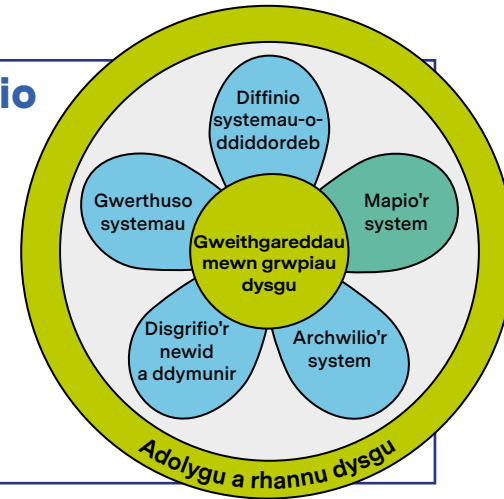 io
Diffinio
systemau-o-
ddiddordeb
Mapio'r
system
Archwilio'r
system
Disgrifio'r
newid
a ddymunir
Gwerthuso
systemau
Gweithgareddau
mewn grwpiau
dysgu
Adolygu a rhannu dysgu